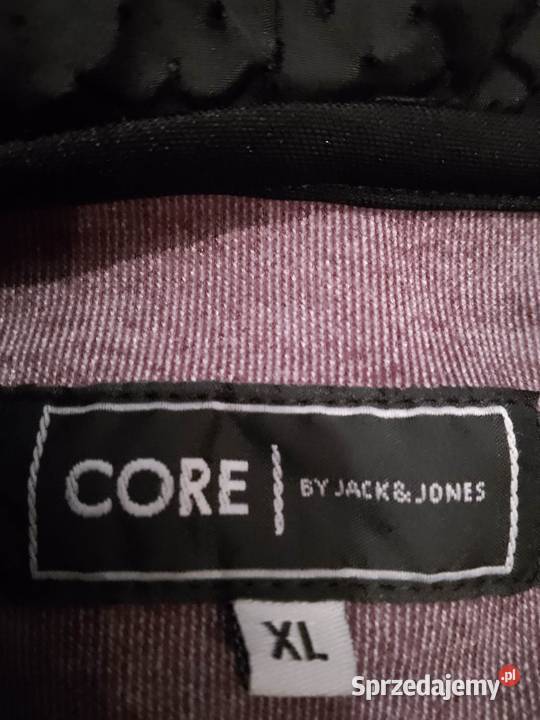 CORE | BY JACK&JONES
XL
Sprzedajemy.pl